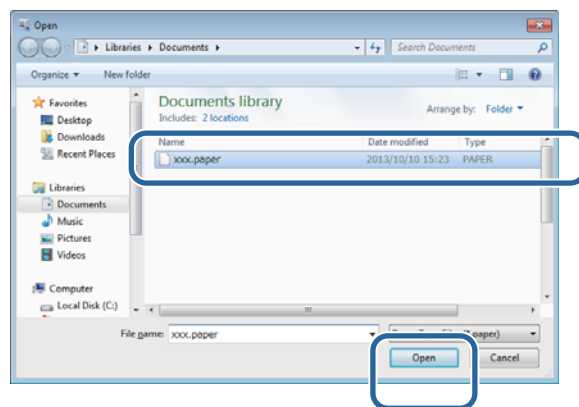 Open
Libraries ▸ Documents ▸
Search Documents
Organize ▾ New folder
Favorites
Desktop
Downloads
Recent Places
Libraries
Documents
Music
Pictures
Videos
Computer
Local Disk (C:)
Documents library
Includes: 2 locations
Arrange by: Folder ▾
Name Date modified Type
xxx.paper 2013/10/10 15:23 PAPER
File name: xxx.paper
paper)
Open Cancel